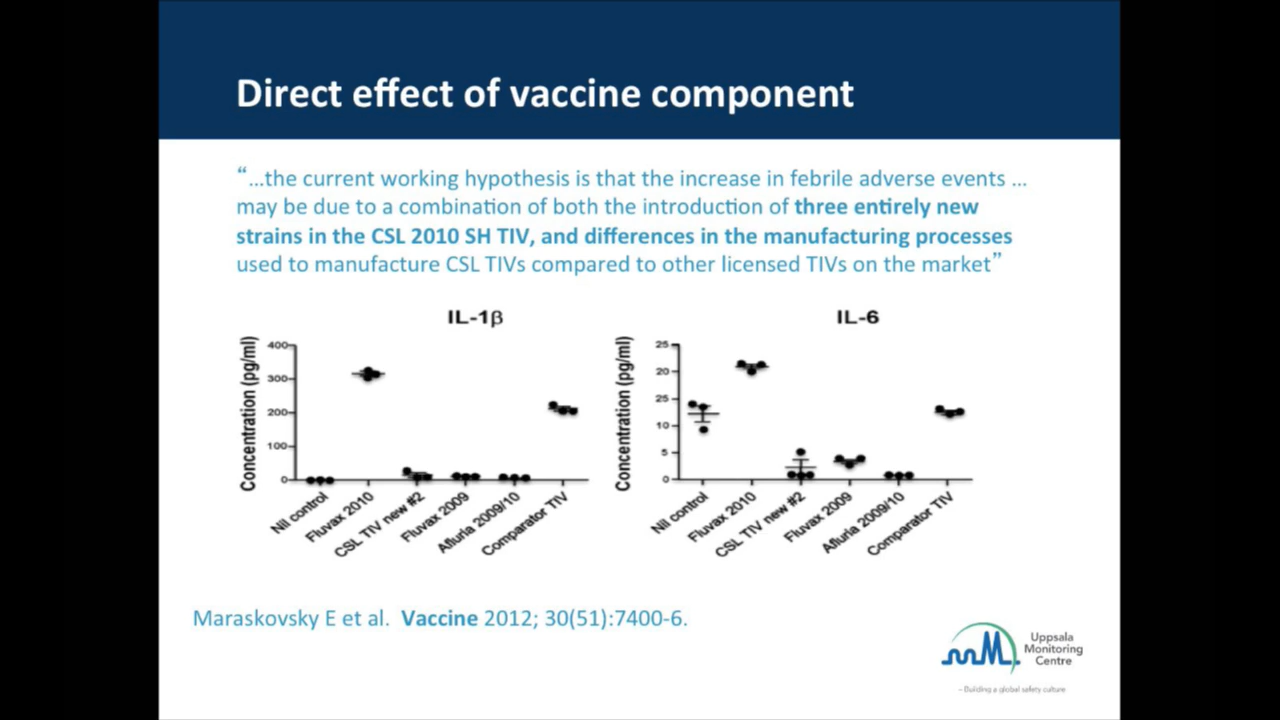 Direct effect of vaccine component
“…the current working hypothesis is that the increase in febrile adverse events …
may be due to a combination of both the introduction of three entirely new
strains in the CSL 2010 SH TIV, and differences in the manufacturing processes
used to manufacture CSL TIVs compared to other licensed TIVs on the market”
IL-1β
Concentration (pg/ml)
400
300
200
100
0
Nil control
Fluvax 2010
CSL TIV new #2
Fluvax 2009
Afluria 2009/10
Comparator TIV
IL-6
Concentration (pg/ml)
25
20
25
10
5
0
Nil control
Fluvax 2010
CSL TIV new #2
Fluvax 2009
Afluria 2009/10
Comparator TIV
Maraskovsky E et al. Vaccine 2012; 30(51):7400-6.
Uppsala
Monitoring
Centre
– Building a global safety culture